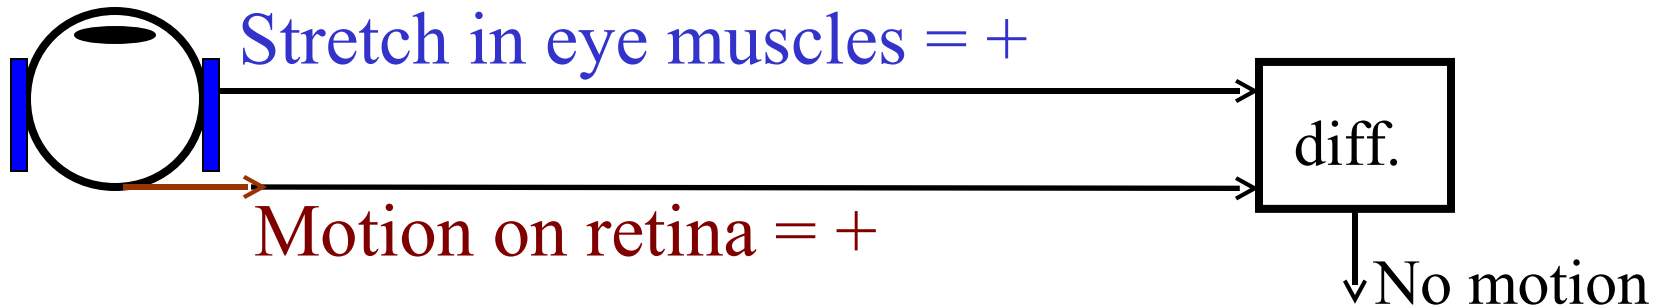 Stretch in eye muscles = +
diff.
Motion on retina = +
No motion